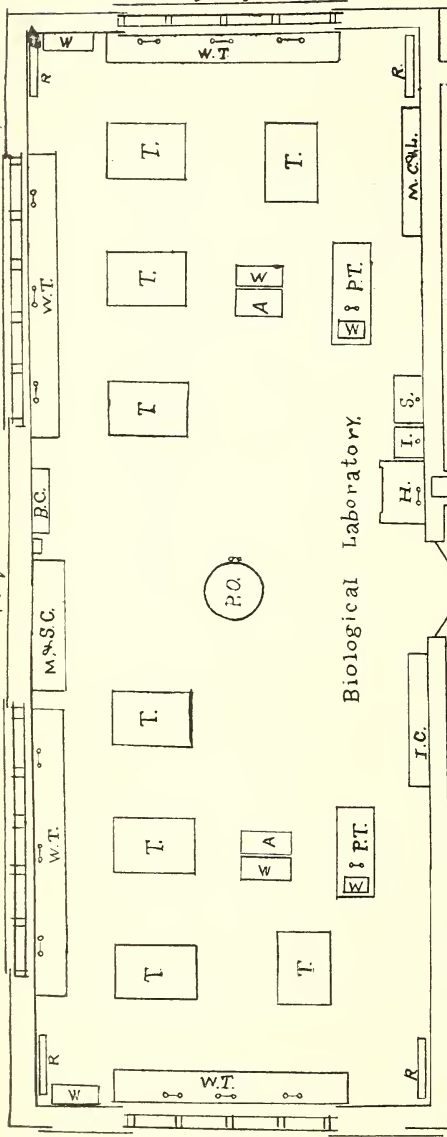 W
W.T.
R
R.
T.
T.
M.C.&L.
W.T.
T.
W
A
W
P.T.
T.
S.
I.
H.
B.C.
M.&S.C.
P.O.
Biological Laboratory.
T.
I.C.
W.T.
T.
A
W
W
P.T.
T.
T.
R
R
W
W.T.